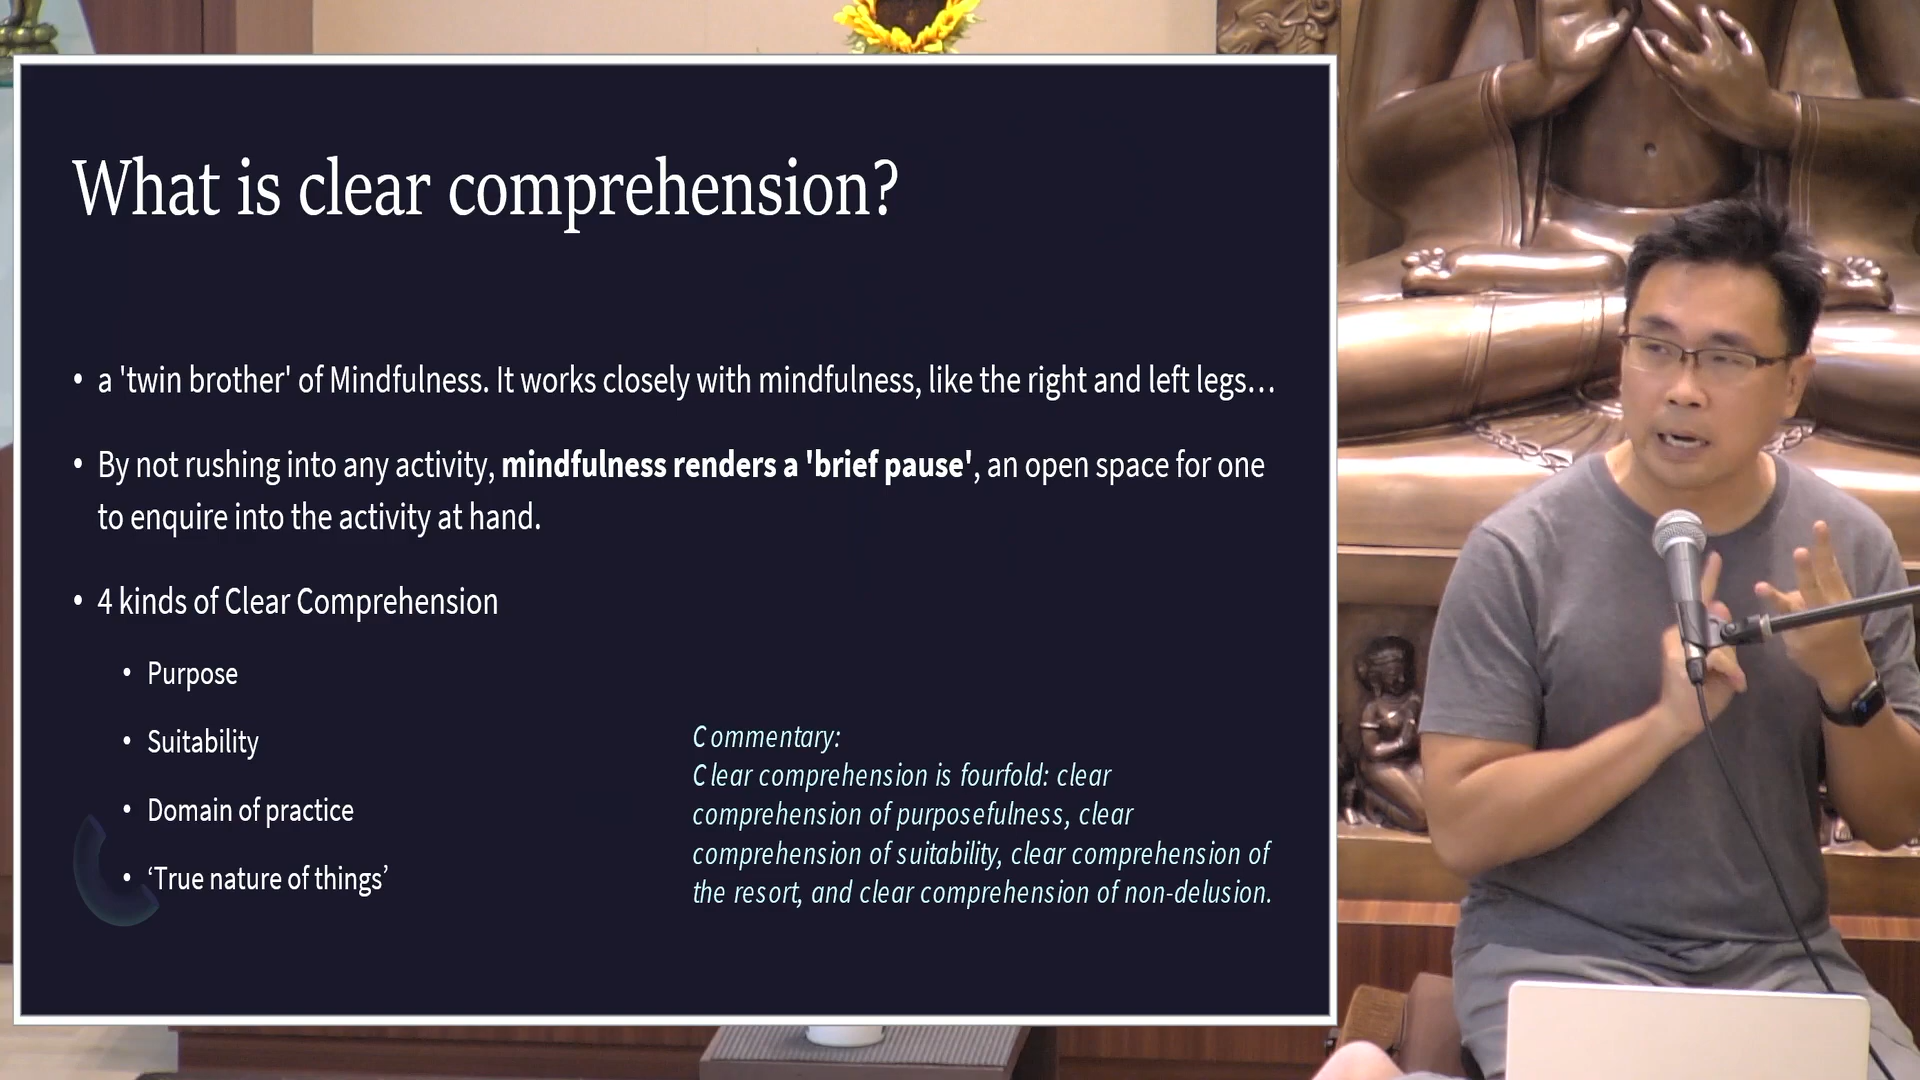 What is clear comprehension?
• a 'twin brother' of Mindfulness. It works closely with mindfulness, like the right and left legs…
• By not rushing into any activity, mindfulness renders a 'brief pause', an open space for one
to enquire into the activity at hand.
• 4 kinds of Clear Comprehension
• Purpose
• Suitability
• Domain of practice
• ‘True nature of things’
Commentary:
Clear comprehension is fourfold: clear
comprehension of purposefulness, clear
comprehension of suitability, clear comprehension of
the resort, and clear comprehension of non-delusion.